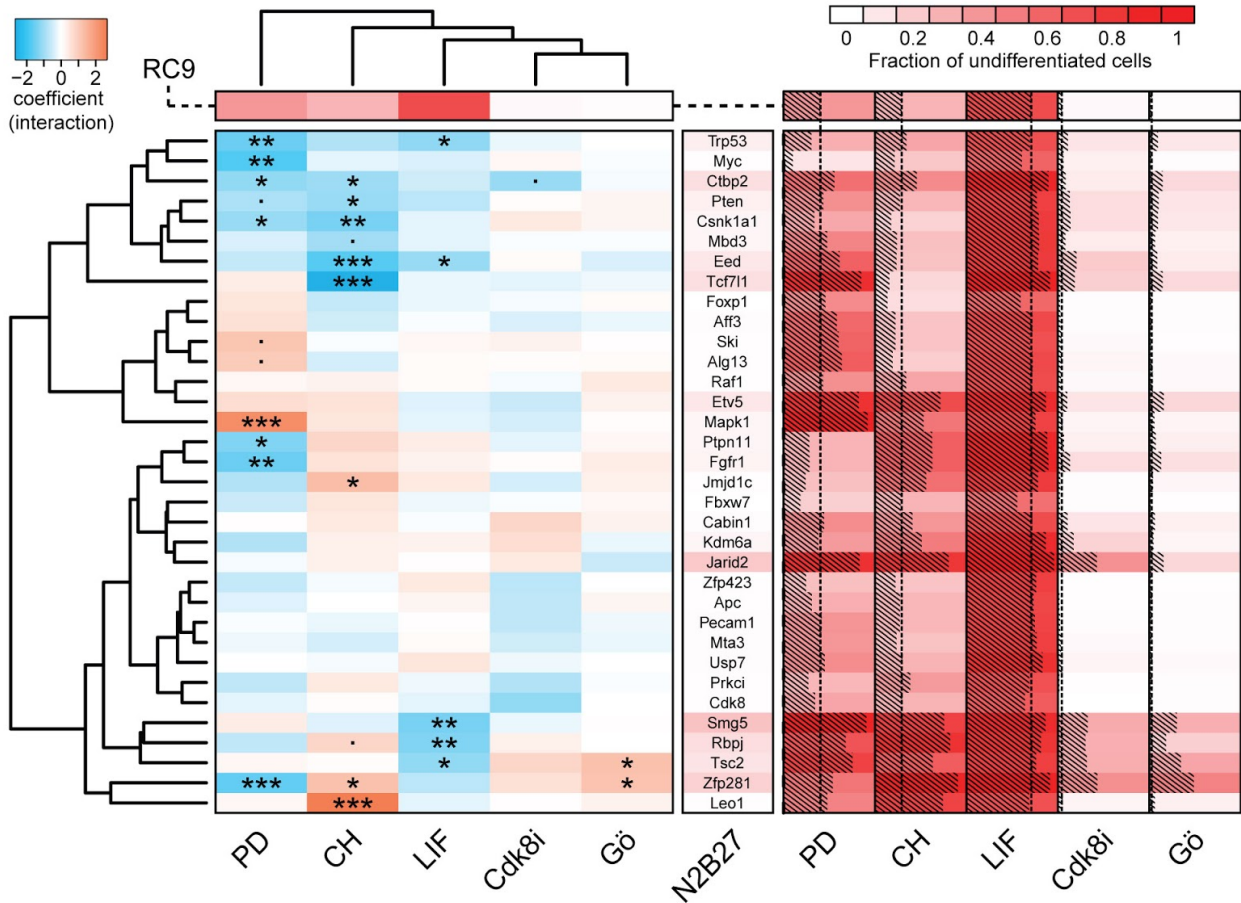 −2 0 2
coefficient
(interaction)
RC9
0 0.2 0.4 0.6 0.8 1
Fraction of undifferentiated cells
** * Trp53
** Myc
* * · Ctbp2
· * Pten
* ** Csnk1a1
· Mbd3
*** * Eed
*** Tcf7l1
Foxp1
Aff3
· Ski
· Alg13
Raf1
Etv5
*** Mapk1
* Ptpn11
** Fgfr1
* Jmjd1c
Fbxw7
Cabin1
Kdm6a
Jarid2
Zfp423
Apc
Pecam1
Mta3
Usp7
Prkci
Cdk8
** Smg5
· ** Rbpj
* * Tsc2
*** * * Zfp281
*** Leo1
PD CH LIF Cdk8i Gö N2B27 PD CH LIF Cdk8i Gö